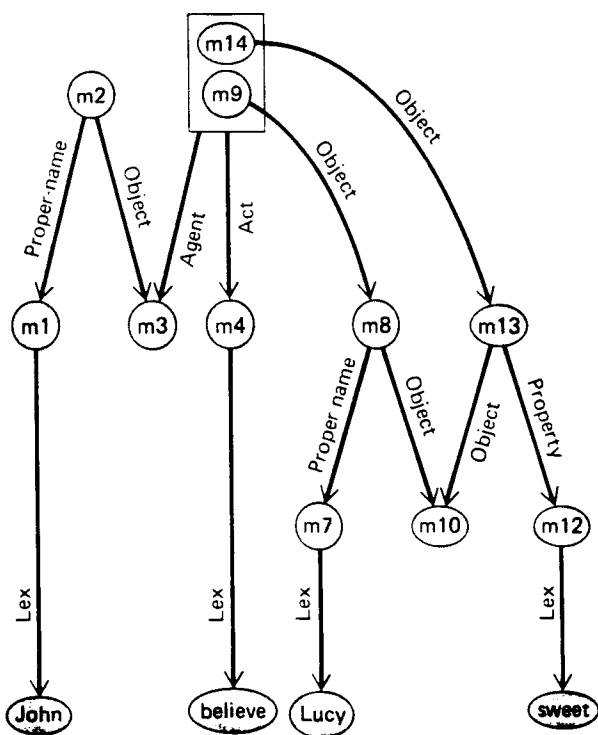 m14
m9
m2
Object
Object
Proper-name
Object
Agent
Act
m1
m3
m4
m8
m13
Proper name
Object
Object
Property
m7
m10
m12
Lex
Lex
Lex
Lex
John
believe
Lucy
sweet